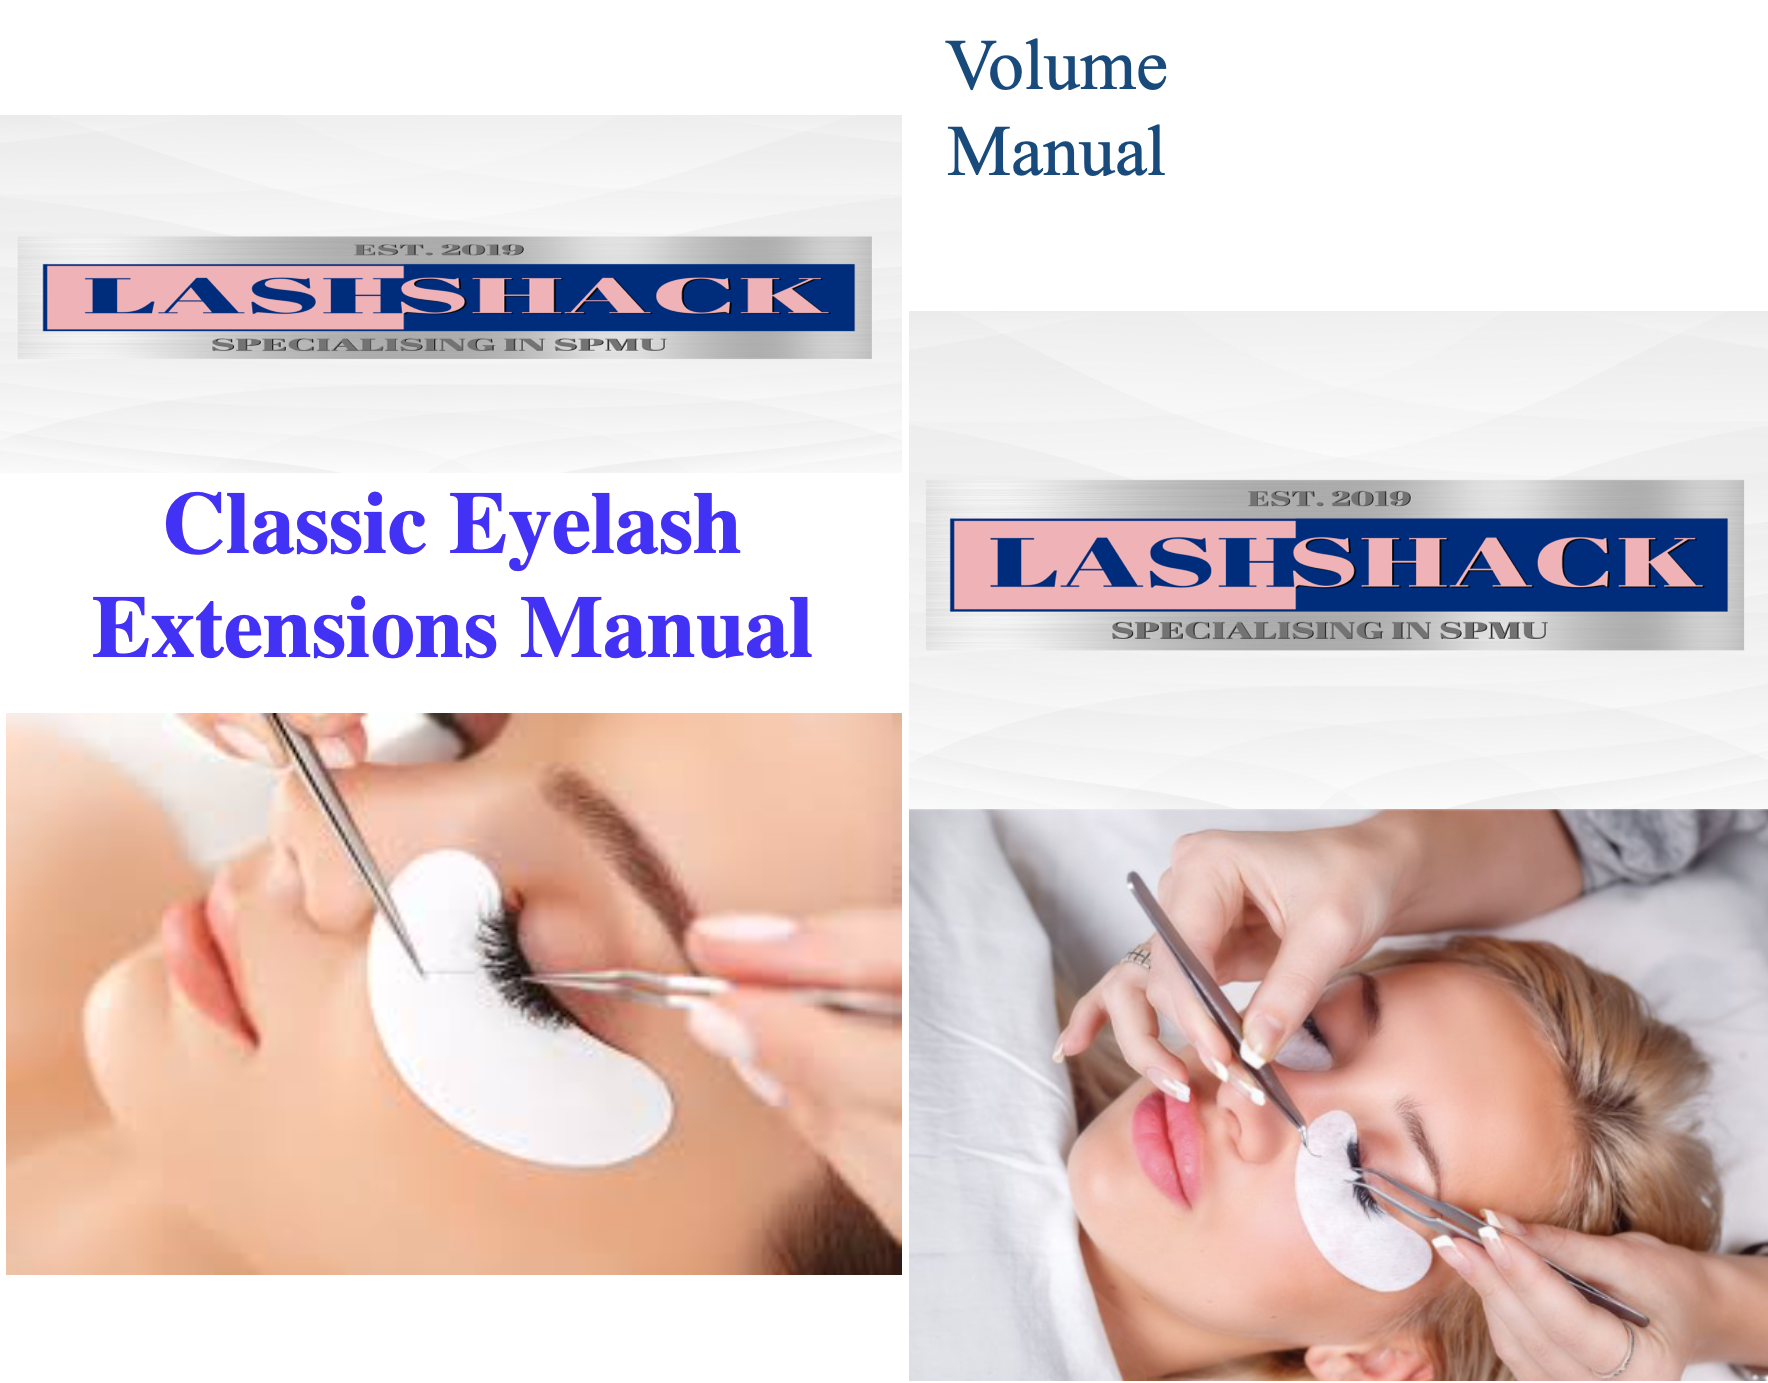 EST. 2019
LASHSHACK
SPECIALISING IN SPMU
Classic Eyelash
Extensions Manual
Volume
Manual
EST. 2019
LASHSHACK
SPECIALISING IN SPMU